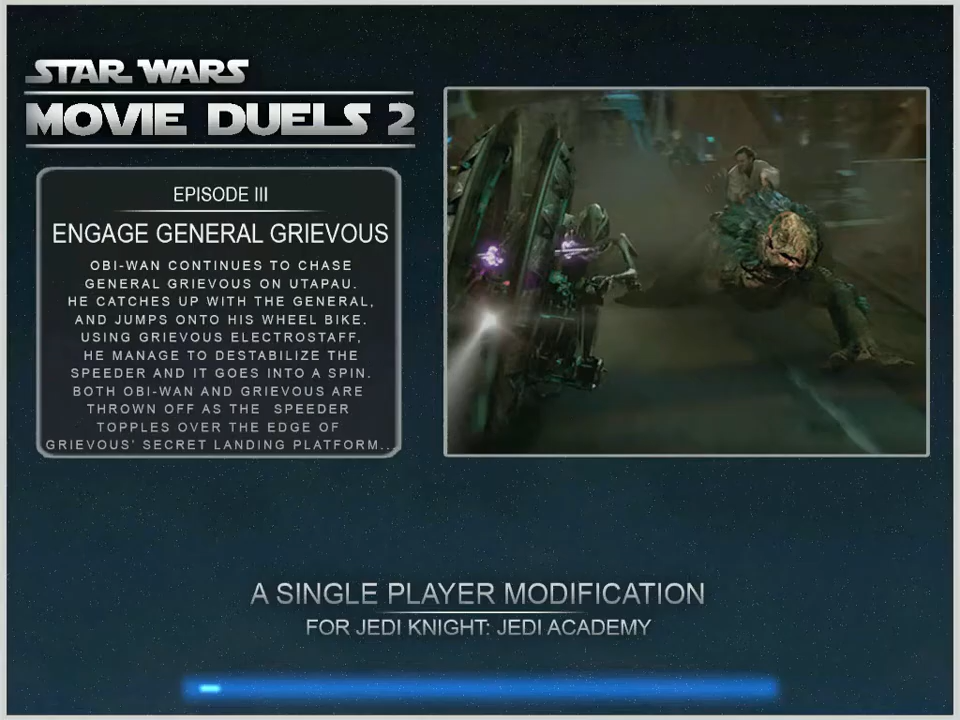 STAR WARS
MOVIE DUELS 2
EPISODE III
ENGAGE GENERAL GRIEVOUS
OBI-WAN CONTINUES TO CHASE
GENERAL GRIEVOUS ON UTAPAU.
HE CATCHES UP WITH THE GENERAL,
AND JUMPS ONTO HIS WHEEL BIKE.
USING GRIEVOUS ELECTROSTAFF,
HE MANAGE TO DESTABILIZE THE
SPEEDER AND IT GOES INTO A SPIN.
BOTH OBI-WAN AND GRIEVOUS ARE
THROWN OFF AS THE SPEEDER
TOPPLES OVER THE EDGE OF
GRIEVOUS' SECRET LANDING PLATFORM...
A SINGLE PLAYER MODIFICATION
FOR JEDI KNIGHT: JEDI ACADEMY